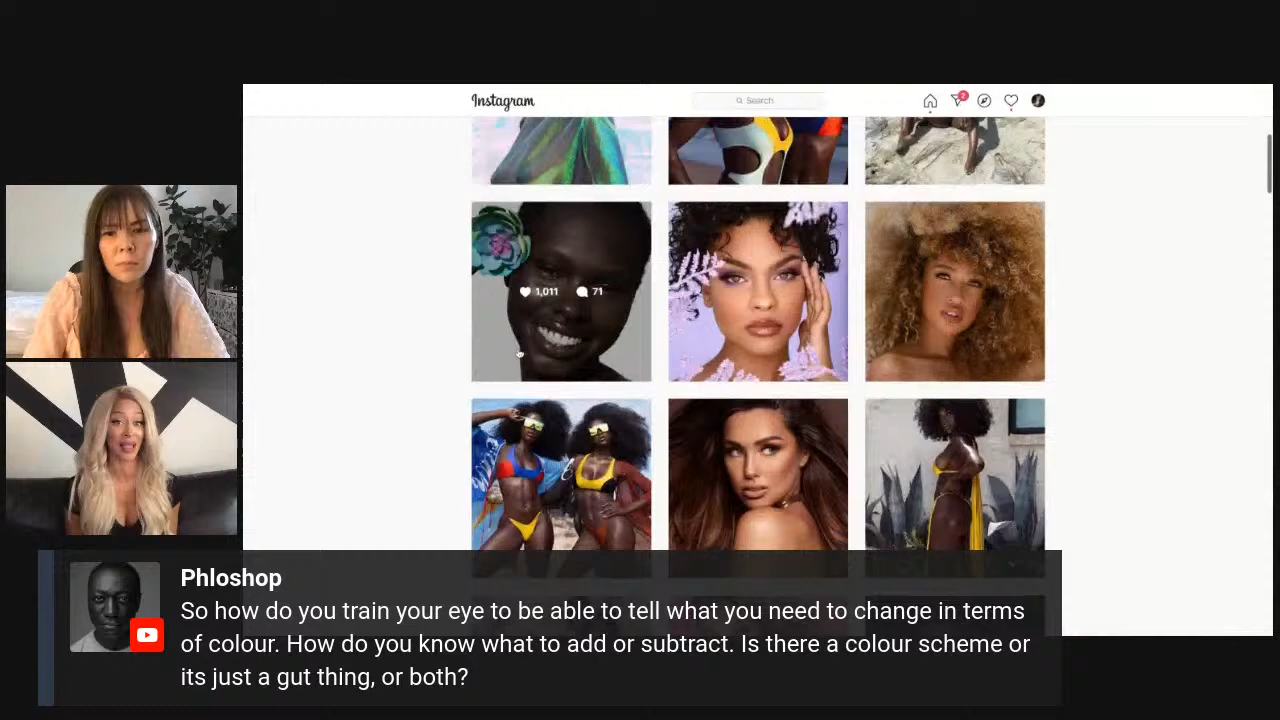 Instagram
Search
2
1,011
71
Phloshop
So how do you train your eye to be able to tell what you need to change in terms
of colour. How do you know what to add or subtract. Is there a colour scheme or
its just a gut thing, or both?